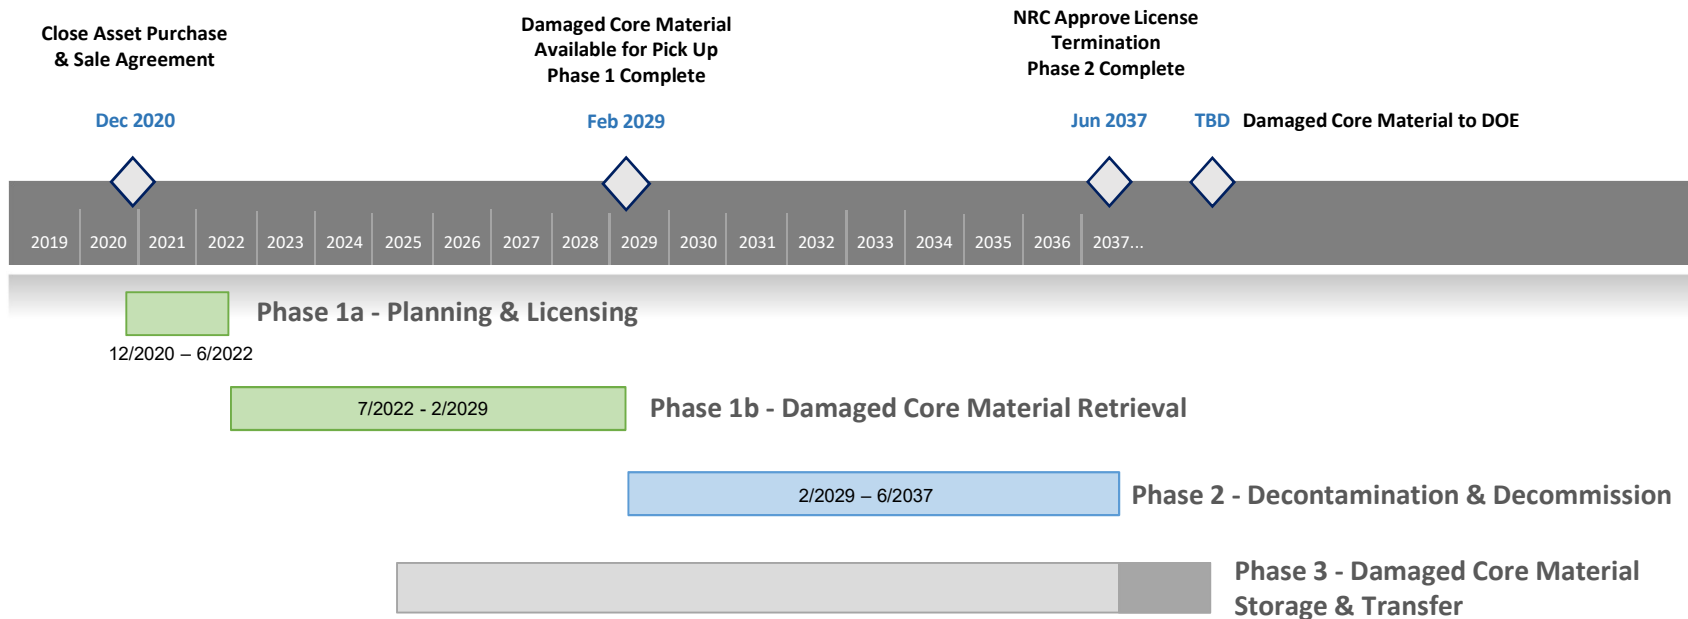 Close Asset Purchase
& Sale Agreement
Dec 2020
Damaged Core Material
Available for Pick Up
Phase 1 Complete
Feb 2029
NRC Approve License
Termination
Phase 2 Complete
Jun 2037
TBD Damaged Core Material to DOE
2019 2020 2021 2022 2023 2024 2025 2026 2027 2028 2029 2030 2031 2032 2033 2034 2035 2036 2037...
Phase 1a - Planning & Licensing
12/2020 – 6/2022
7/2022 - 2/2029
Phase 1b - Damaged Core Material Retrieval
2/2029 – 6/2037
Phase 2 - Decontamination & Decommission
Phase 3 - Damaged Core Material
Storage & Transfer